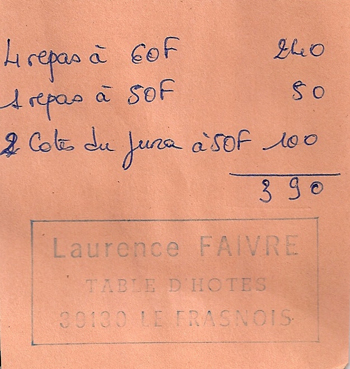 4 repas à 60F 240
1 repas à 50F 50
2 Cotes du Jura à 50F 100
390
Laurence FAIVRE
TABLE D'HOTES
39130 LE FRASNOIS